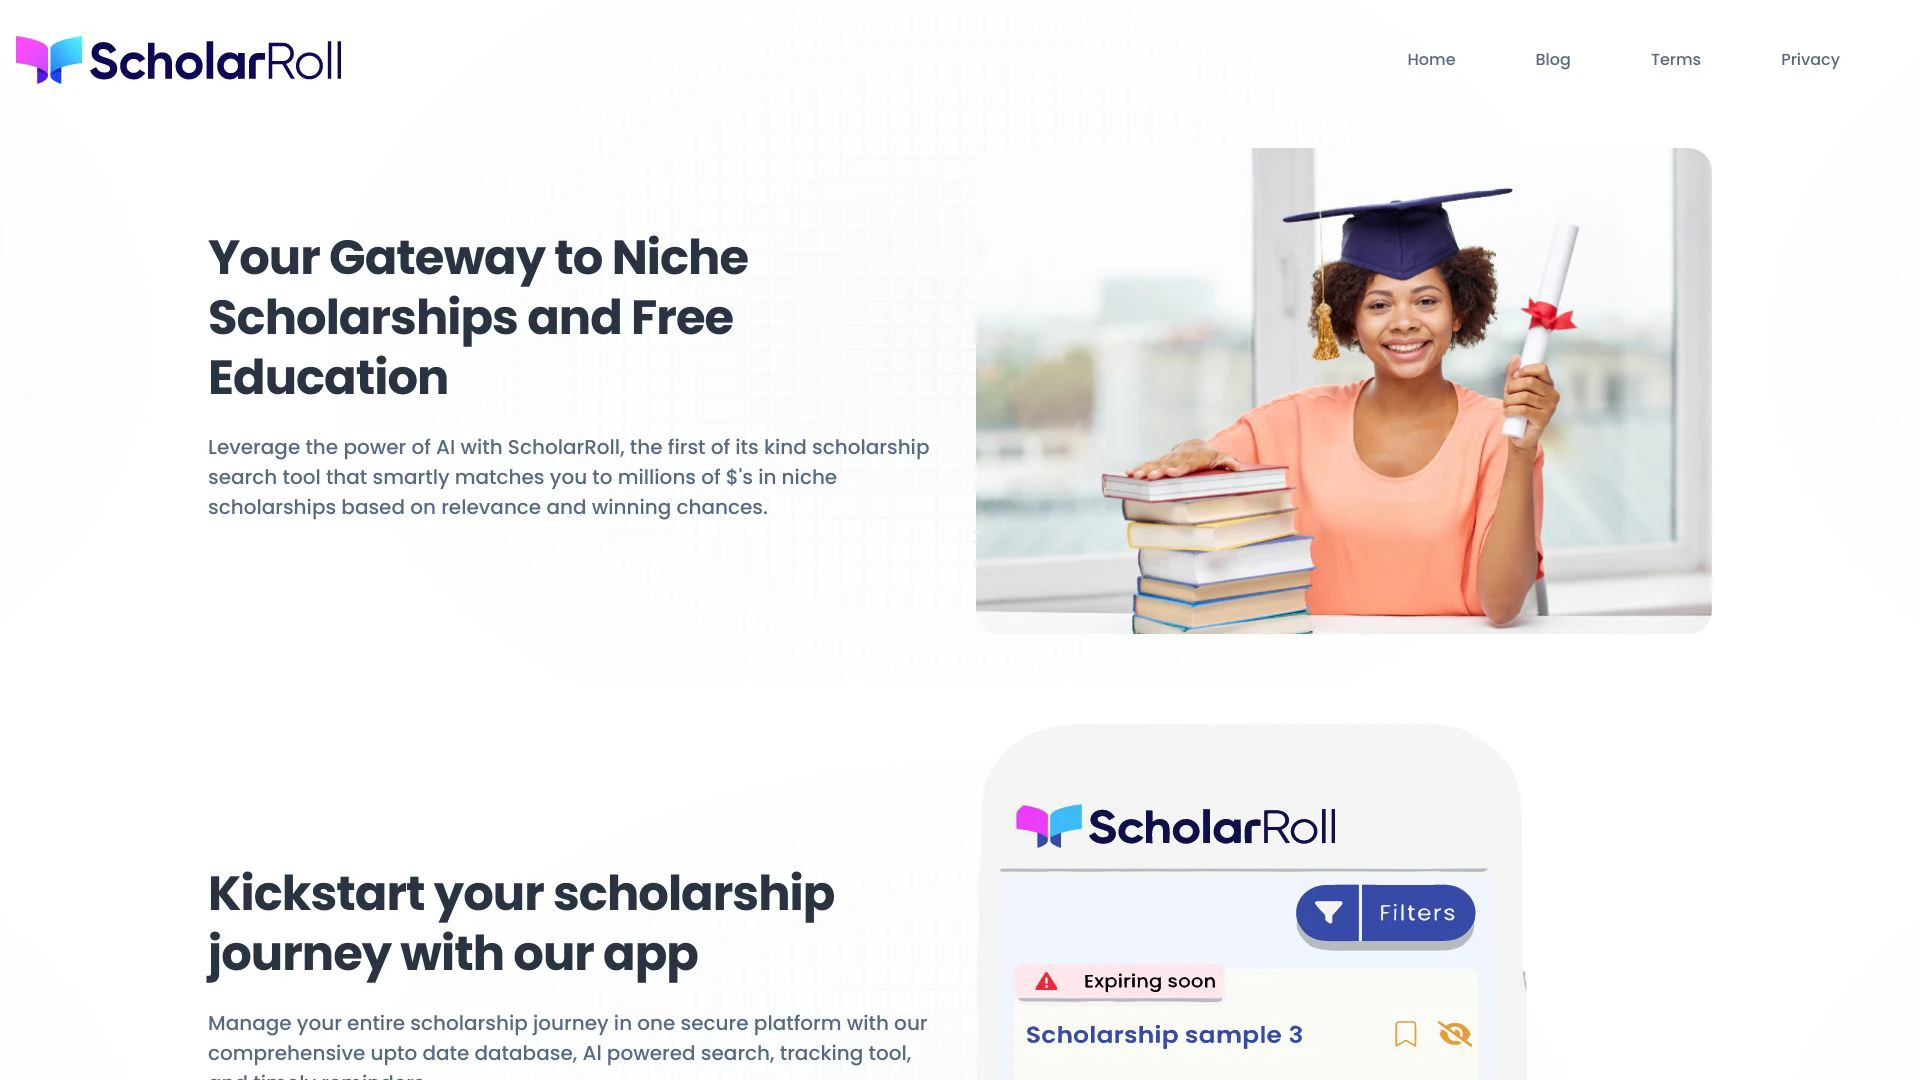 ScholarRoll
Home
Blog
Terms
Privacy
Your Gateway to Niche
Scholarships and Free
Education
Leverage the power of AI with ScholarRoll, the first of its kind scholarship
search tool that smartly matches you to millions of $'s in niche
scholarships based on relevance and winning chances.
Kickstart your scholarship
journey with our app
Manage your entire scholarship journey in one secure platform with our
comprehensive upto date database, AI powered search, tracking tool,
and timely reminders.
ScholarRoll
Filters
Expiring soon
Scholarship sample 3